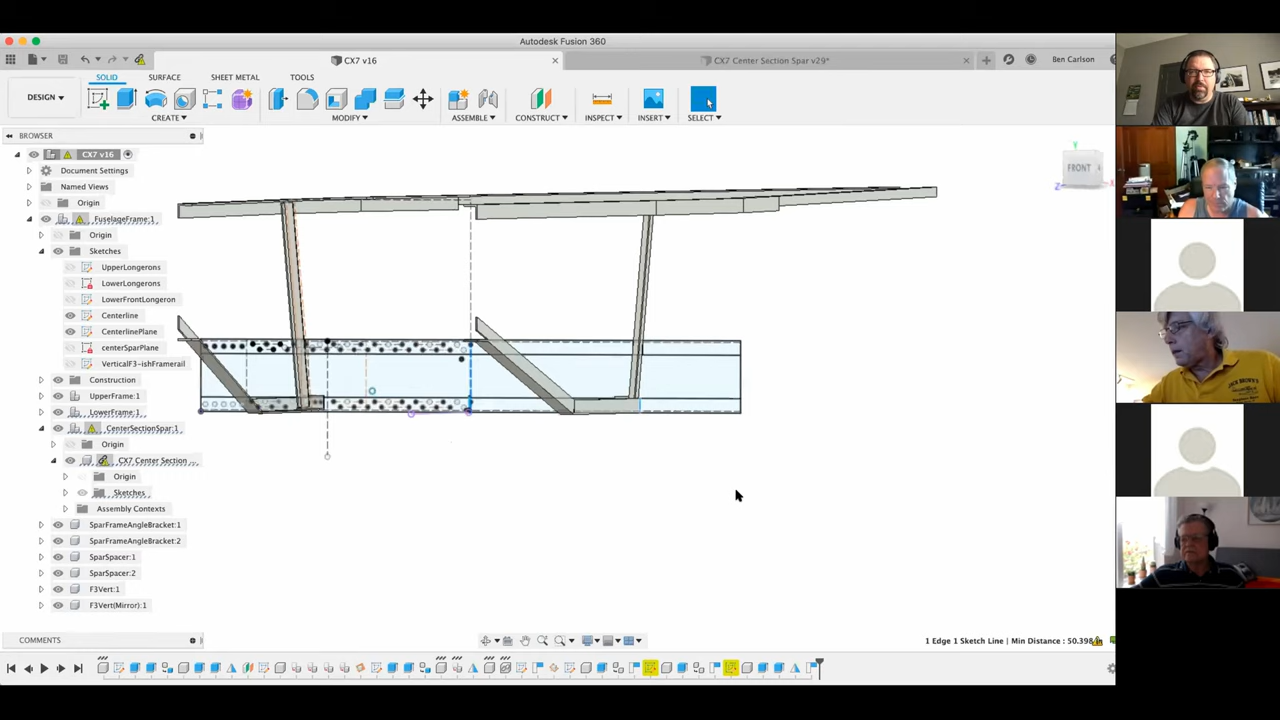 Autodesk Fusion 360
CX7 v16
CX7 Center Section Spar v29*
Ben Carlson
DESIGN
SOLID
SURFACE
SHEET METAL
TOOLS
CREATE
MODIFY
ASSEMBLE
CONSTRUCT
INSPECT
INSERT
SELECT
BROWSER
CX7 v16
Document Settings
Named Views
Origin
FuselageFrame:1
Origin
Sketches
UpperLongerons
LowerLongerons
LowerFrontLongeron
Centerline
CenterlinePlane
centerSparPlane
VerticalF3-ishFramerail
Construction
UpperFrame:1
LowerFrame:1
CenterSectionSpar:1
Origin
CX7 Center Section ...
Origin
Sketches
Assembly Contexts
SparFrameAngleBracket:1
SparFrameAngleBracket:2
SparSpacer:1
SparSpacer:2
F3Vert:1
F3Vert(Mirror):1
FRONT
Y
Z
COMMENTS
1 Edge 1 Sketch Line | Min Distance : 50.398